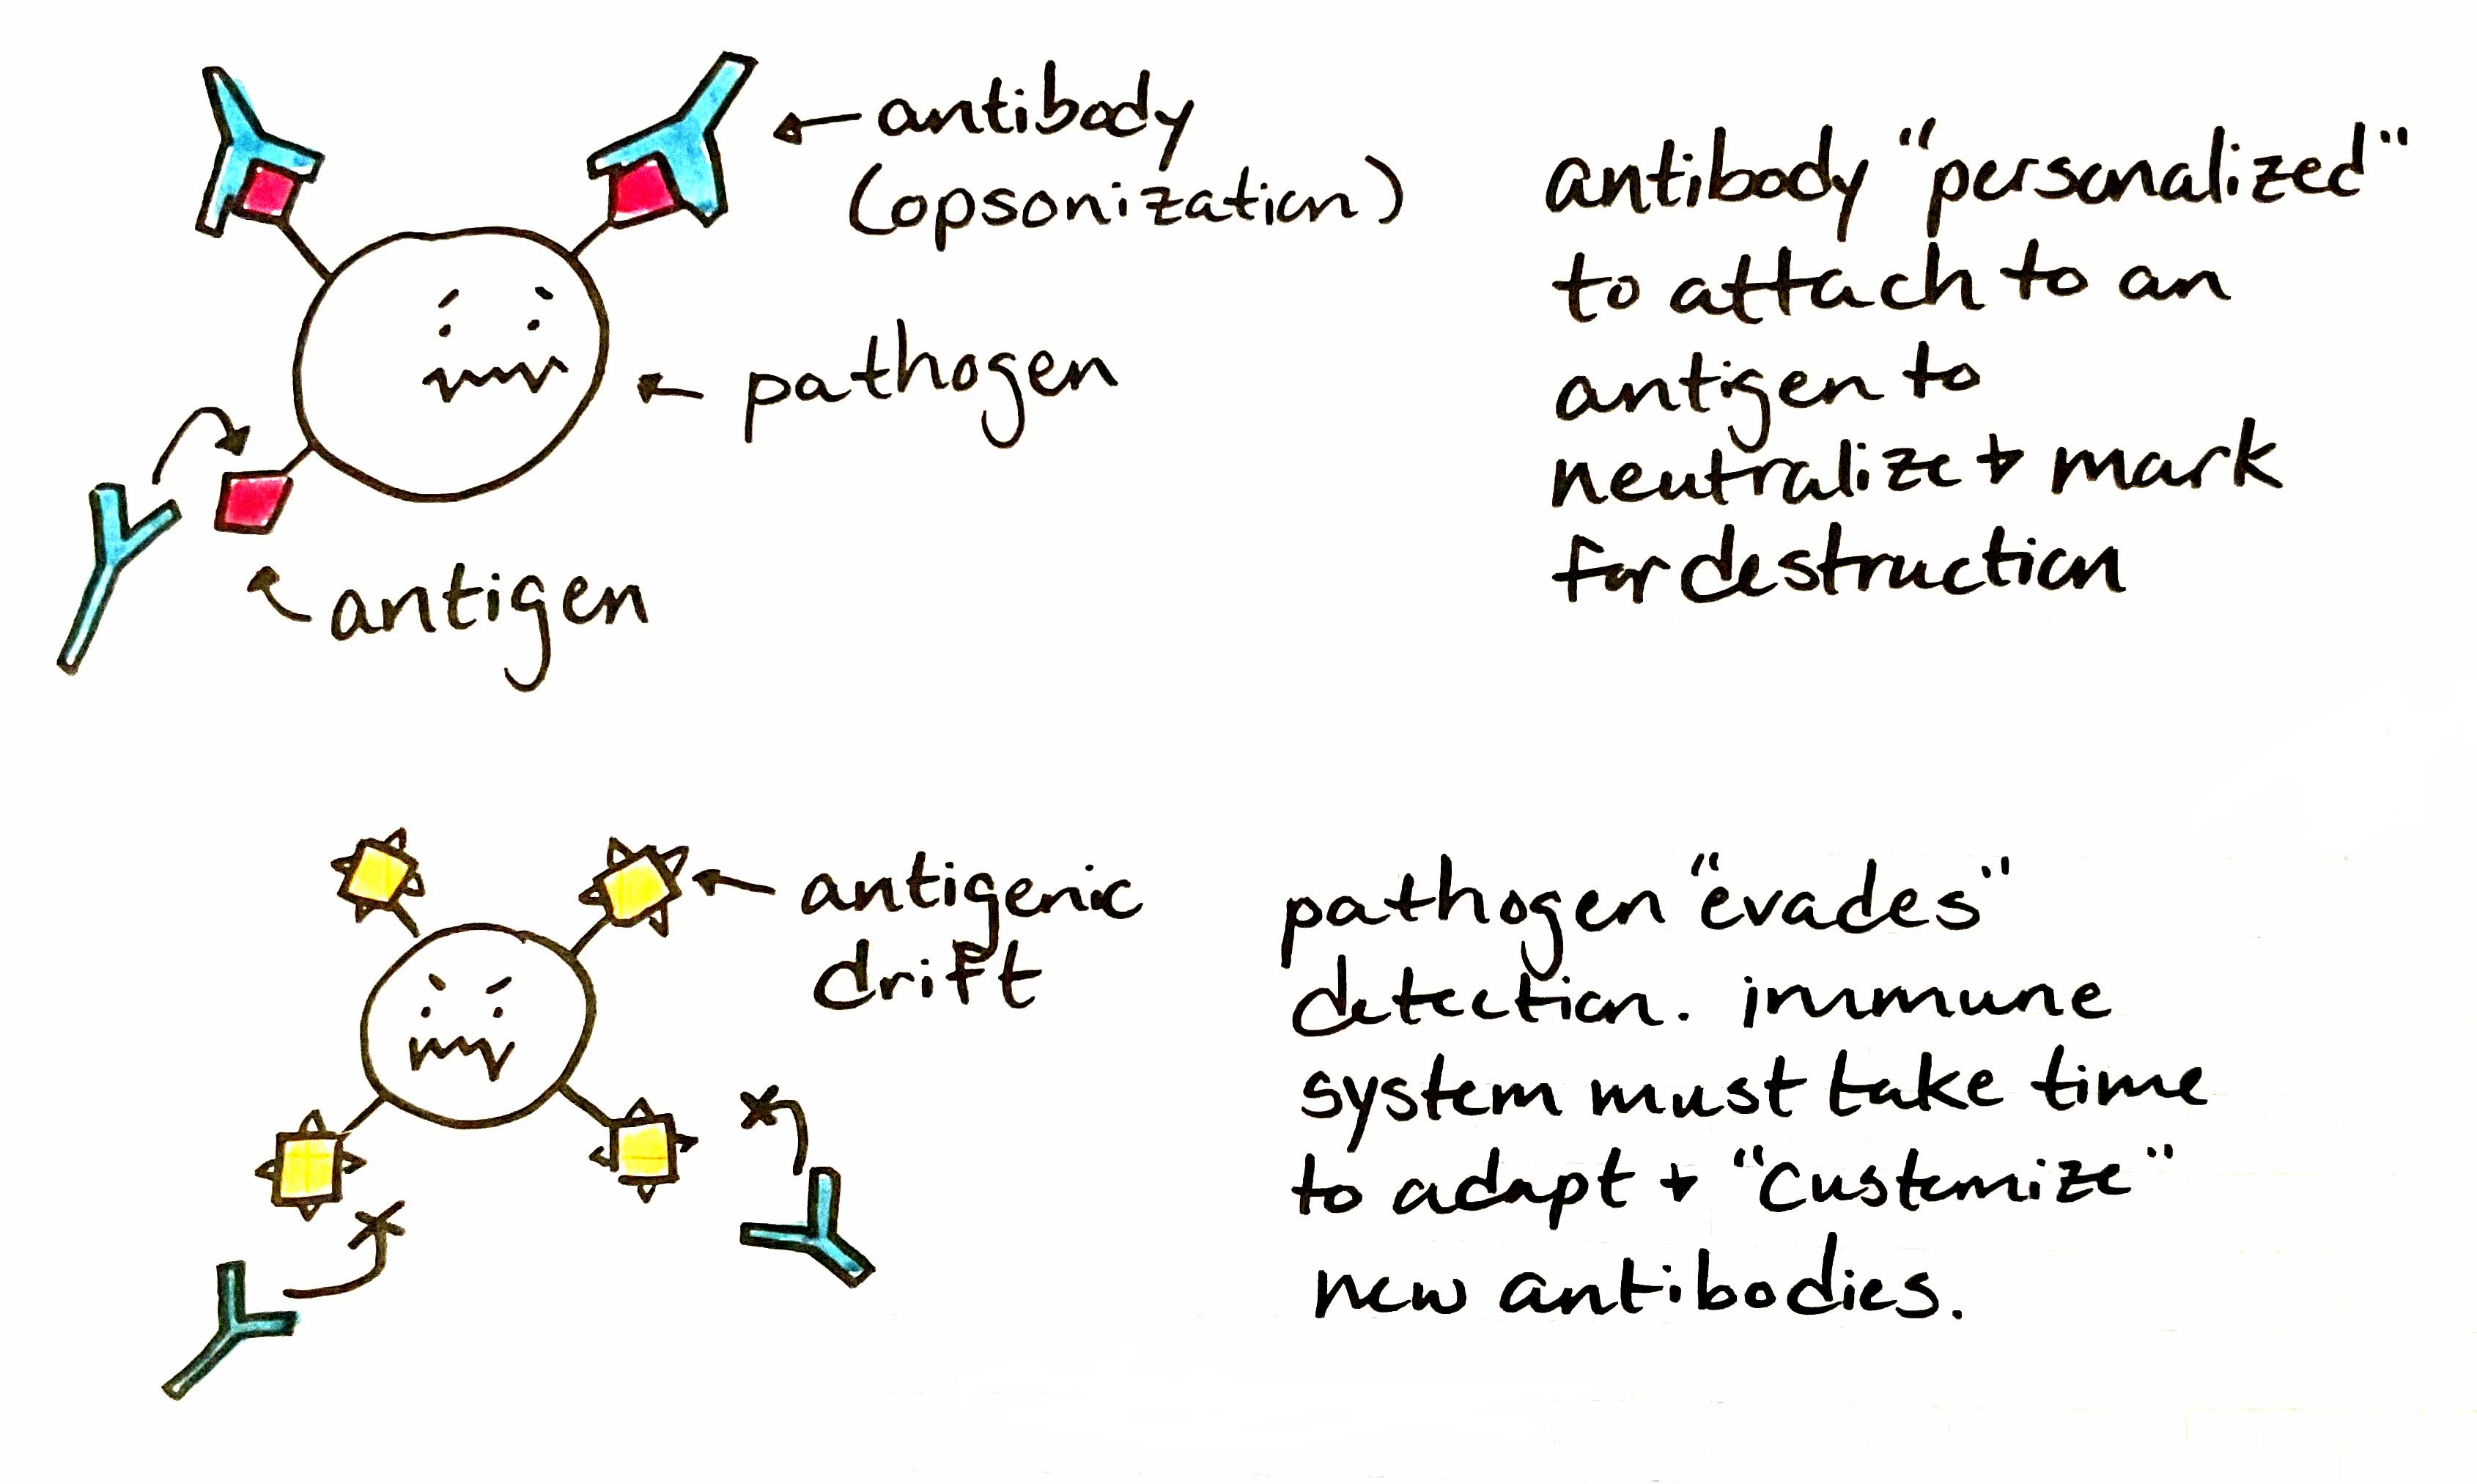 antibody
(opsonization)
pathogen
antigen
antibody "personalized"
to attach to an
antigen to
neutralize + mark
for destruction
antigenic
drift
pathogen "evades"
detection. immune
system must take time
to adapt + "customize"
new antibodies.